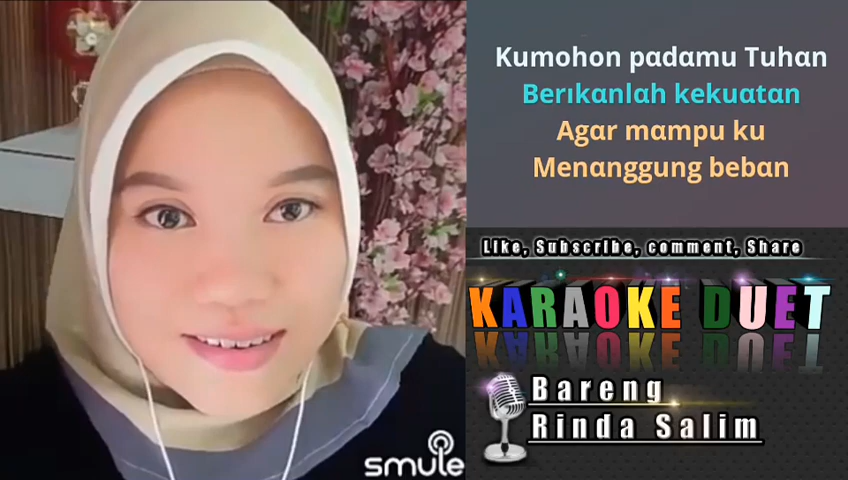 Kumohon padamu Tuhan
Berıkanlah kekuatan
Agar mampu ku
Menanggung beban
Like, Subscribe, comment, Share
KARAOKE DUET
Bareng
Rinda Salim
smule